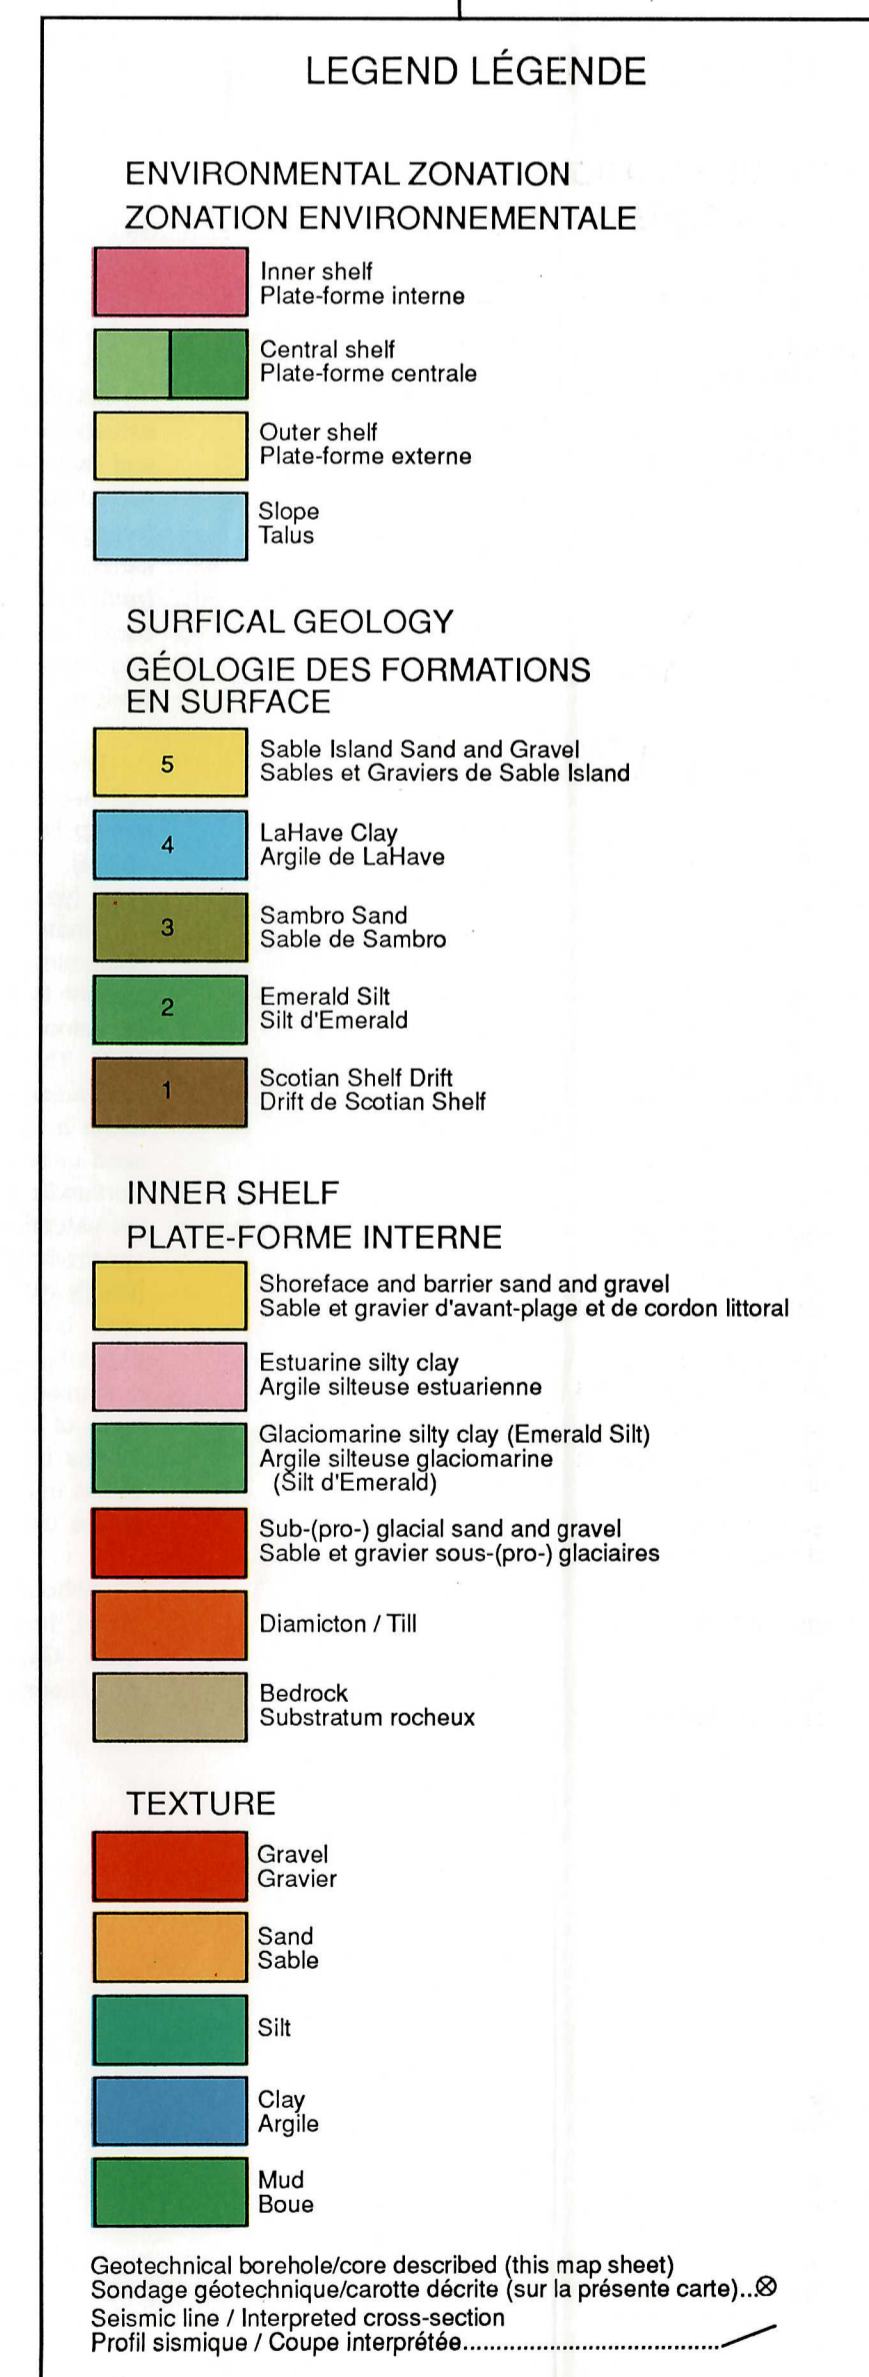 LEGEND LÉGENDE
ENVIRONMENTAL ZONATION
ZONATION ENVIRONNEMENTALE
Inner shelf
Plate-forme interne
Central shelf
Plate-forme centrale
Outer shelf
Plate-forme externe
Slope
Talus
SURFICAL GEOLOGY
GÉOLOGIE DES FORMATIONS
EN SURFACE
5
Sable Island Sand and Gravel
Sables et Graviers de Sable Island
4
LaHave Clay
Argile de LaHave
3
Sambro Sand
Sable de Sambro
2
Emerald Silt
Silt d'Emerald
1
Scotian Shelf Drift
Drift de Scotian Shelf
INNER SHELF
PLATE-FORME INTERNE
Shoreface and barrier sand and gravel
Sable et gravier d'avant-plage et de cordon littoral
Estuarine silty clay
Argile silteuse estuarienne
Glaciomarine silty clay (Emerald Silt)
Argile silteuse glaciomarine
(Silt d'Emerald)
Sub-(pro-) glacial sand and gravel
Sable et gravier sous-(pro-) glaciaires
Diamicton / Till
Bedrock
Substratum rocheux
TEXTURE
Gravel
Gravier
Sand
Sable
Silt
Clay
Argile
Mud
Boue
Geotechnical borehole/core described (this map sheet)
Sondage géotechnique/carotte décrite (sur la présente carte)..⊗
Seismic line / Interpreted cross-section
Profil sismique / Coupe interprétée.......................................